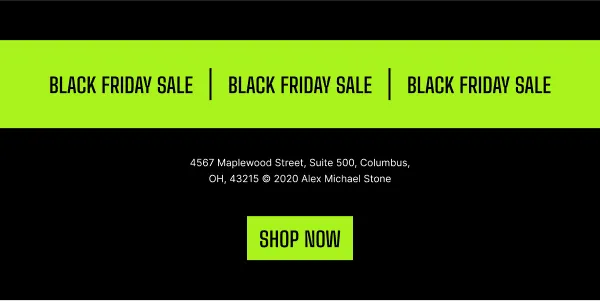 BLACK FRIDAY SALE | BLACK FRIDAY SALE | BLACK FRIDAY SALE
4567 Maplewood Street, Suite 500, Columbus,
OH, 43215 © 2020 Alex Michael Stone
SHOP NOW